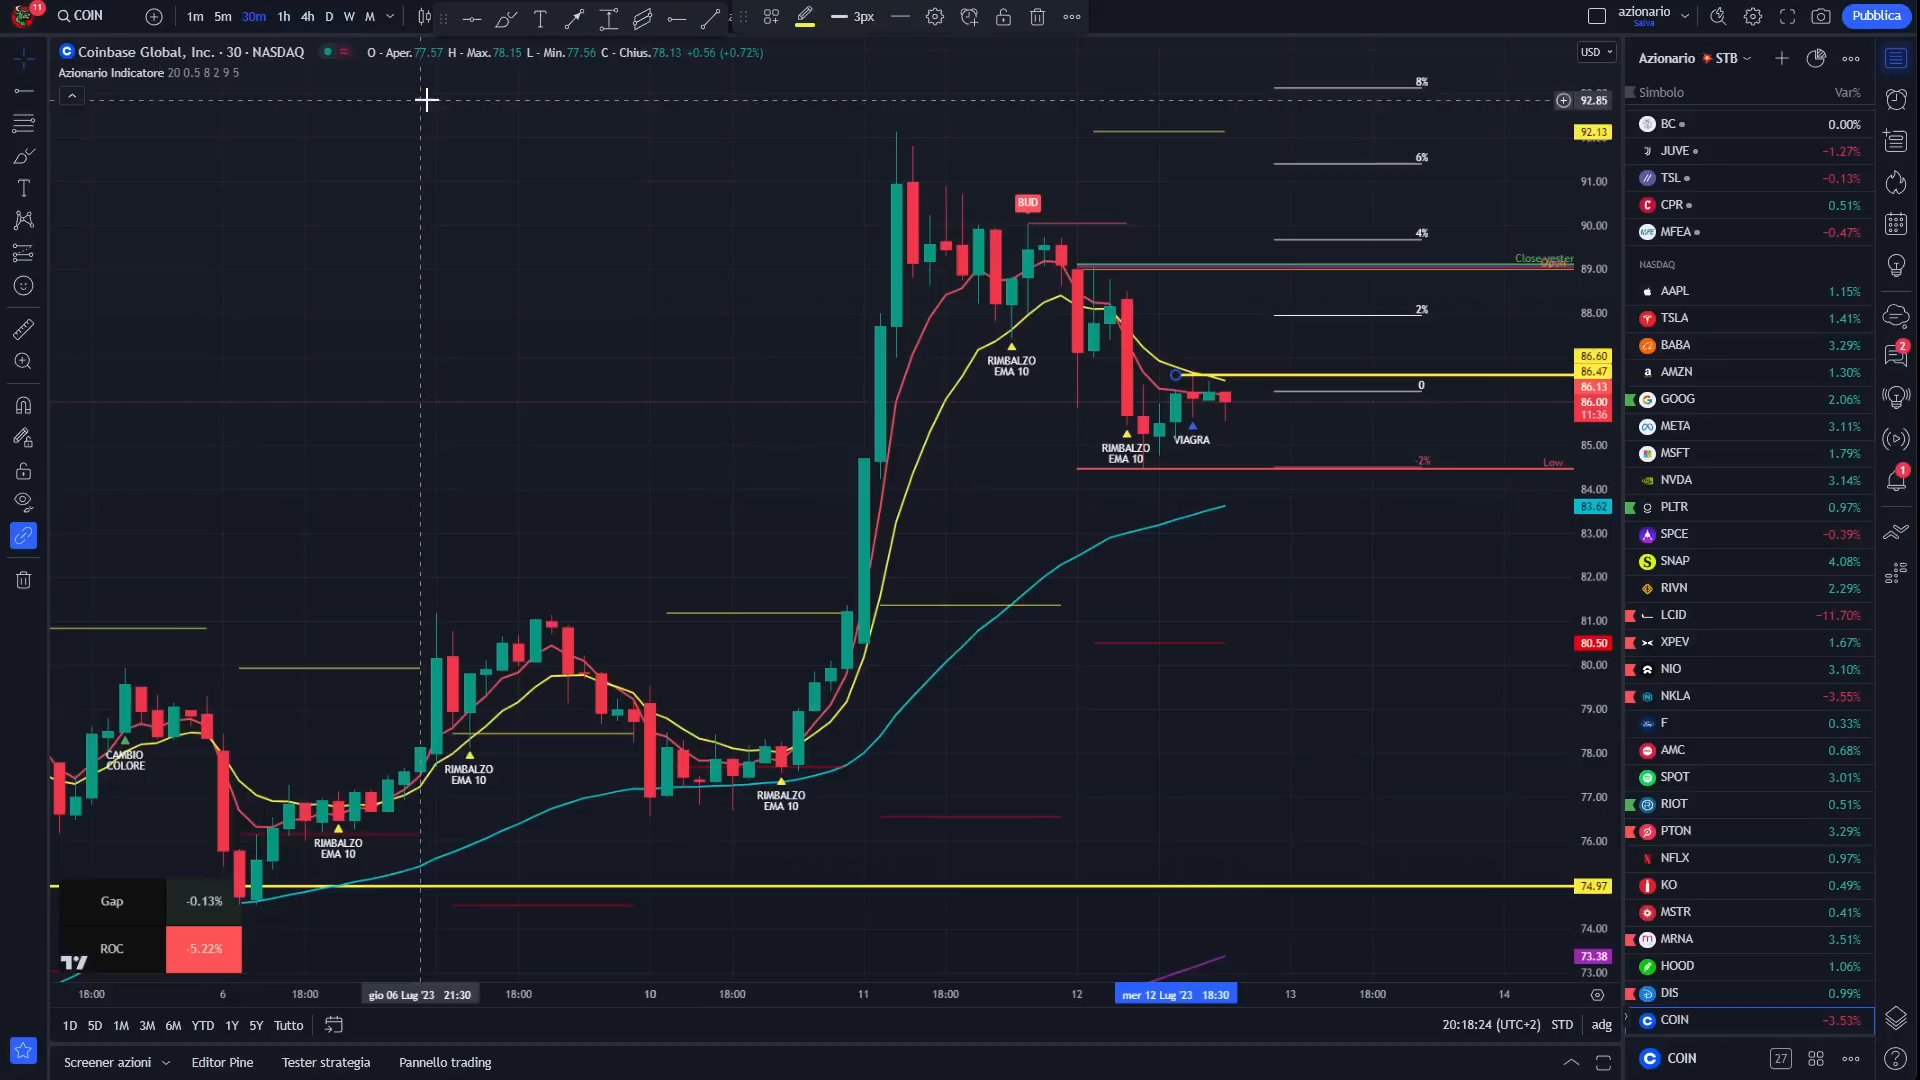 11
COIN
1m 5m 30m 1h 4h D W M
3px
azionario
Salva
Pubblica
Coinbase Global, Inc. · 30 · NASDAQ
O - Aper.77.57 H - Max.78.15 L - Min.77.56 C - Chius.78.13 +0.56 (+0.72%)
USD
Azionario Indicatore 20 0.5 8 2 9 5
8%
92.85
92.13
6%
91.00
BUD
90.00
4%
Close yester
Open
89.00
2%
88.00
RIMBALZO
EMA 10
86.60
86.47
86.13
0
86.00
11:36
VIAGRA
RIMBALZO
EMA 10
85.00
-2%
Low
84.00
83.62
83.00
82.00
81.00
80.50
80.00
79.00
78.00
77.00
76.00
74.97
74.00
73.38
73.00
CAMBIO
COLORE
RIMBALZO
EMA 10
RIMBALZO
EMA 10
RIMBALZO
EMA 10
Gap -0.13%
ROC -5.22%
18:00 6 18:00 gio 06 Lug '23 21:30 18:00 10 18:00 11 18:00 12 mer 12 Lug '23 18:30 13 18:00 14
1D 5D 1M 3M 6M YTD 1Y 5Y Tutto
20:18:24 (UTC+2) STD adg
Screener azioni Editor Pine Tester strategia Pannello trading
Azionario STB
Simbolo Var%
BC 0.00%
JUVE −1.27%
TSL −0.13%
CPR 0.51%
MFEA −0.47%
NASDAQ
AAPL 1.15%
TSLA 1.41%
BABA 3.29%
AMZN 1.30%
GOOG 2.06%
META 3.11%
MSFT 1.79%
NVDA 3.14%
PLTR 0.97%
SPCE −0.39%
SNAP 4.08%
RIVN 2.29%
LCID −11.70%
XPEV 1.67%
NIO 3.10%
NKLA −3.55%
F 0.33%
AMC 0.68%
SPOT 3.01%
RIOT 0.51%
PTON 3.29%
NFLX 0.97%
KO 0.49%
MSTR 0.41%
MRNA 3.51%
HOOD 1.06%
DIS 0.99%
COIN −3.53%
COIN 27
2
1